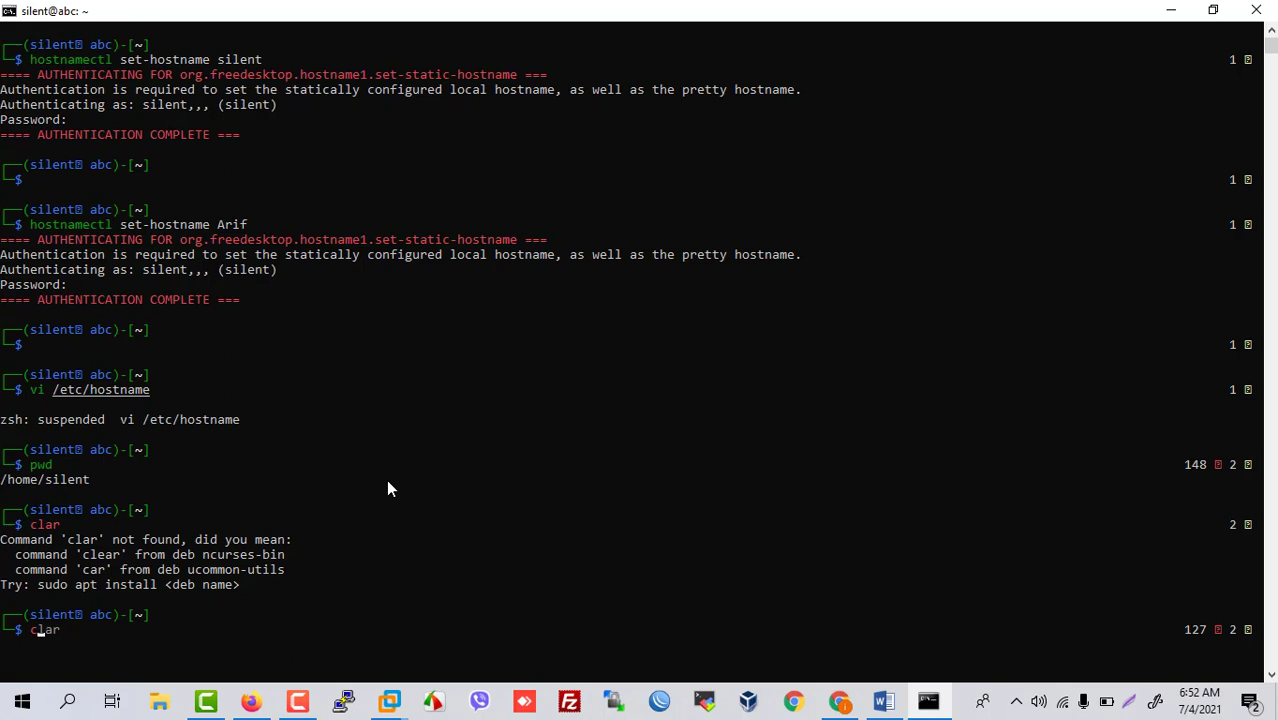 silent@abc: ~
┌──(silent⍰ abc)-[~]
└─$ hostnamectl set-hostname silent 1 ⍰
==== AUTHENTICATING FOR org.freedesktop.hostname1.set-static-hostname ===
Authentication is required to set the statically configured local hostname, as well as the pretty hostname.
Authenticating as: silent,,, (silent)
Password:
==== AUTHENTICATION COMPLETE ===
┌──(silent⍰ abc)-[~]
└─$ 1 ⍰
┌──(silent⍰ abc)-[~]
└─$ hostnamectl set-hostname Arif 1 ⍰
==== AUTHENTICATING FOR org.freedesktop.hostname1.set-static-hostname ===
Authentication is required to set the statically configured local hostname, as well as the pretty hostname.
Authenticating as: silent,,, (silent)
Password:
==== AUTHENTICATION COMPLETE ===
┌──(silent⍰ abc)-[~]
└─$ 1 ⍰
┌──(silent⍰ abc)-[~]
└─$ vi /etc/hostname 1 ⍰
zsh: suspended  vi /etc/hostname
┌──(silent⍰ abc)-[~]
└─$ pwd 148 ⍰ 2 ⍰
/home/silent
┌──(silent⍰ abc)-[~]
└─$ clar 2 ⍰
Command 'clar' not found, did you mean:
  command 'clear' from deb ncurses-bin
  command 'car' from deb ucommon-utils
Try: sudo apt install <deb name>
┌──(silent⍰ abc)-[~]
└─$ clar 127 ⍰ 2 ⍰
6:52 AM
7/4/2021
2